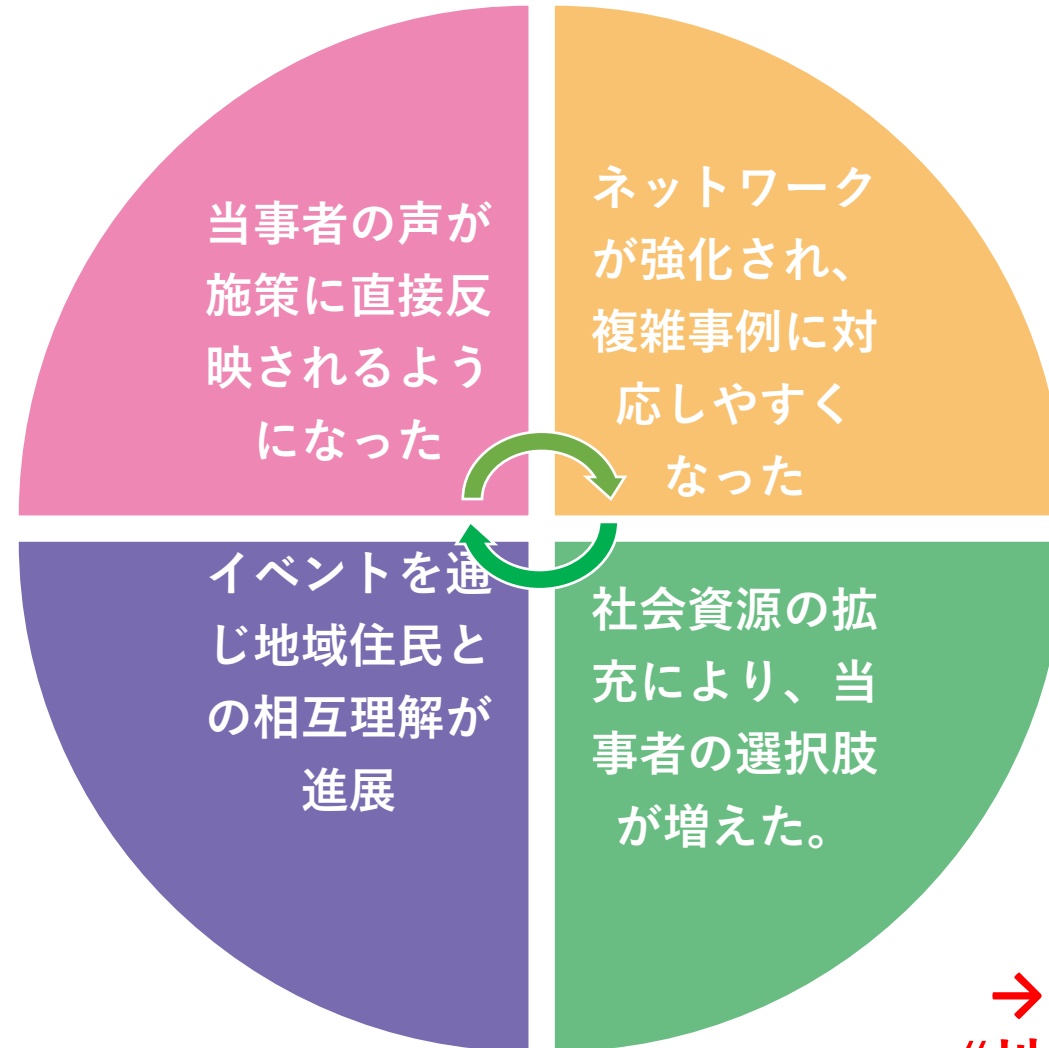 当事者の声が
施策に直接反
映されるよう
になった
ネットワーク
が強化され、
複雑事例に対
応しやすく
なった
イベントを通
じ地域住民と
の相互理解が
進展
社会資源の拡
充により、当
事者の選択肢
が増えた。
→